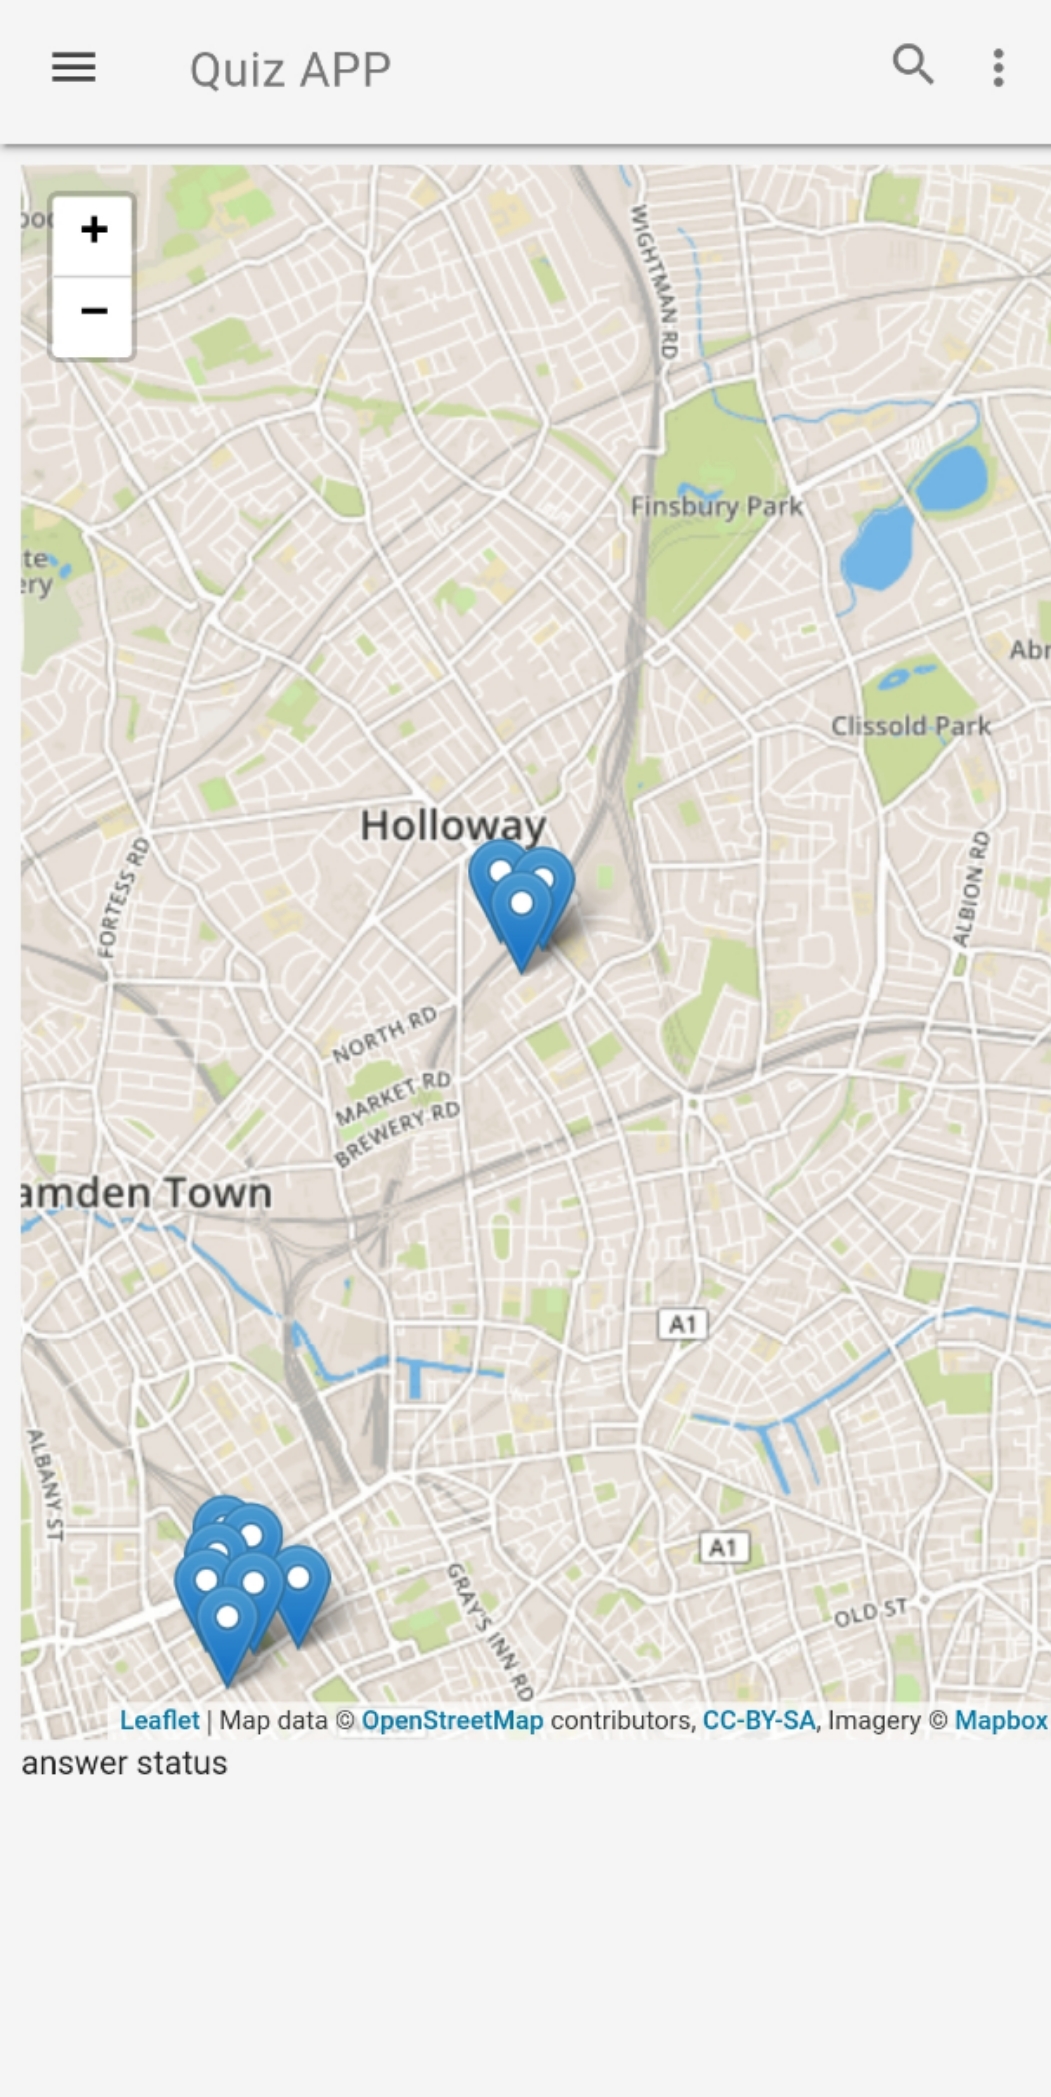 Quiz APP
+
−
WIGHTMAN RD
Finsbury Park
Clissold Park
Holloway
FORTESS RD
ALBION RD
NORTH RD
MARKET RD
BREWERY RD
amden Town
A1
ALBANY ST
A1
GRAY'S INN RD
OLD ST
Leaflet | Map data © OpenStreetMap contributors, CC-BY-SA, Imagery © Mapbox
answer status